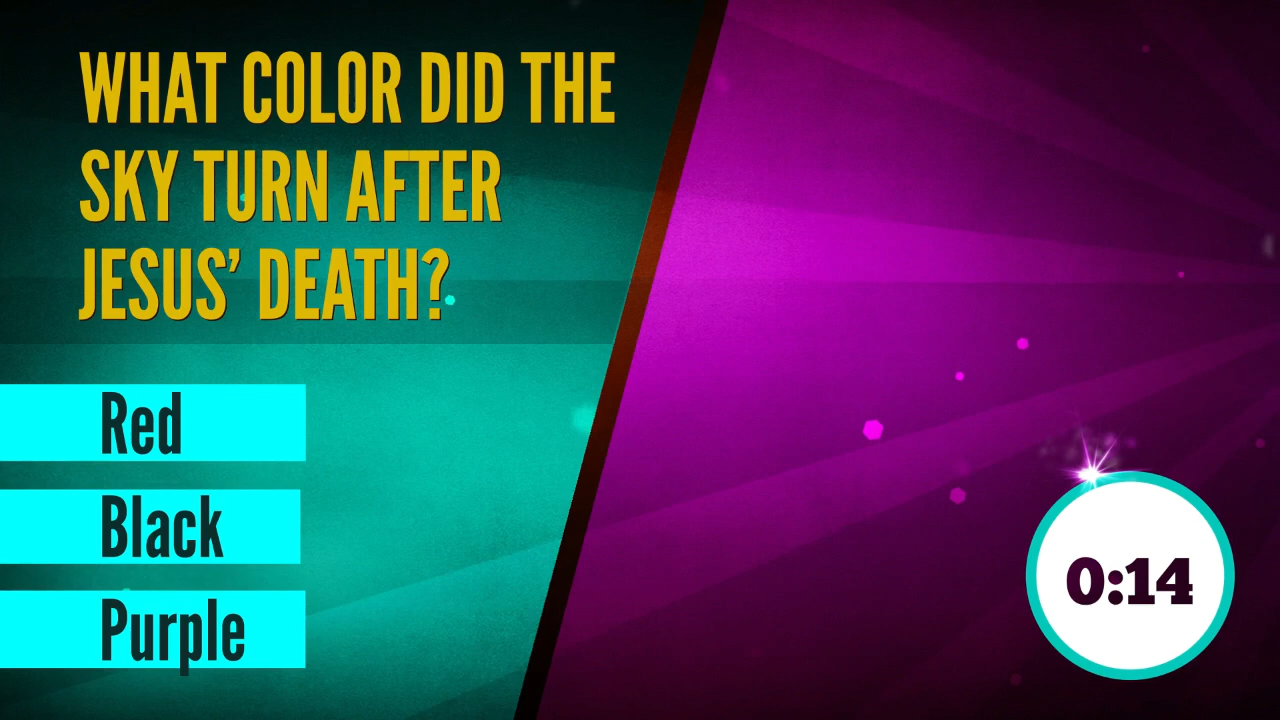 WHAT COLOR DID THE
SKY TURN AFTER
JESUS’ DEATH?
Red
Black
Purple
0:14